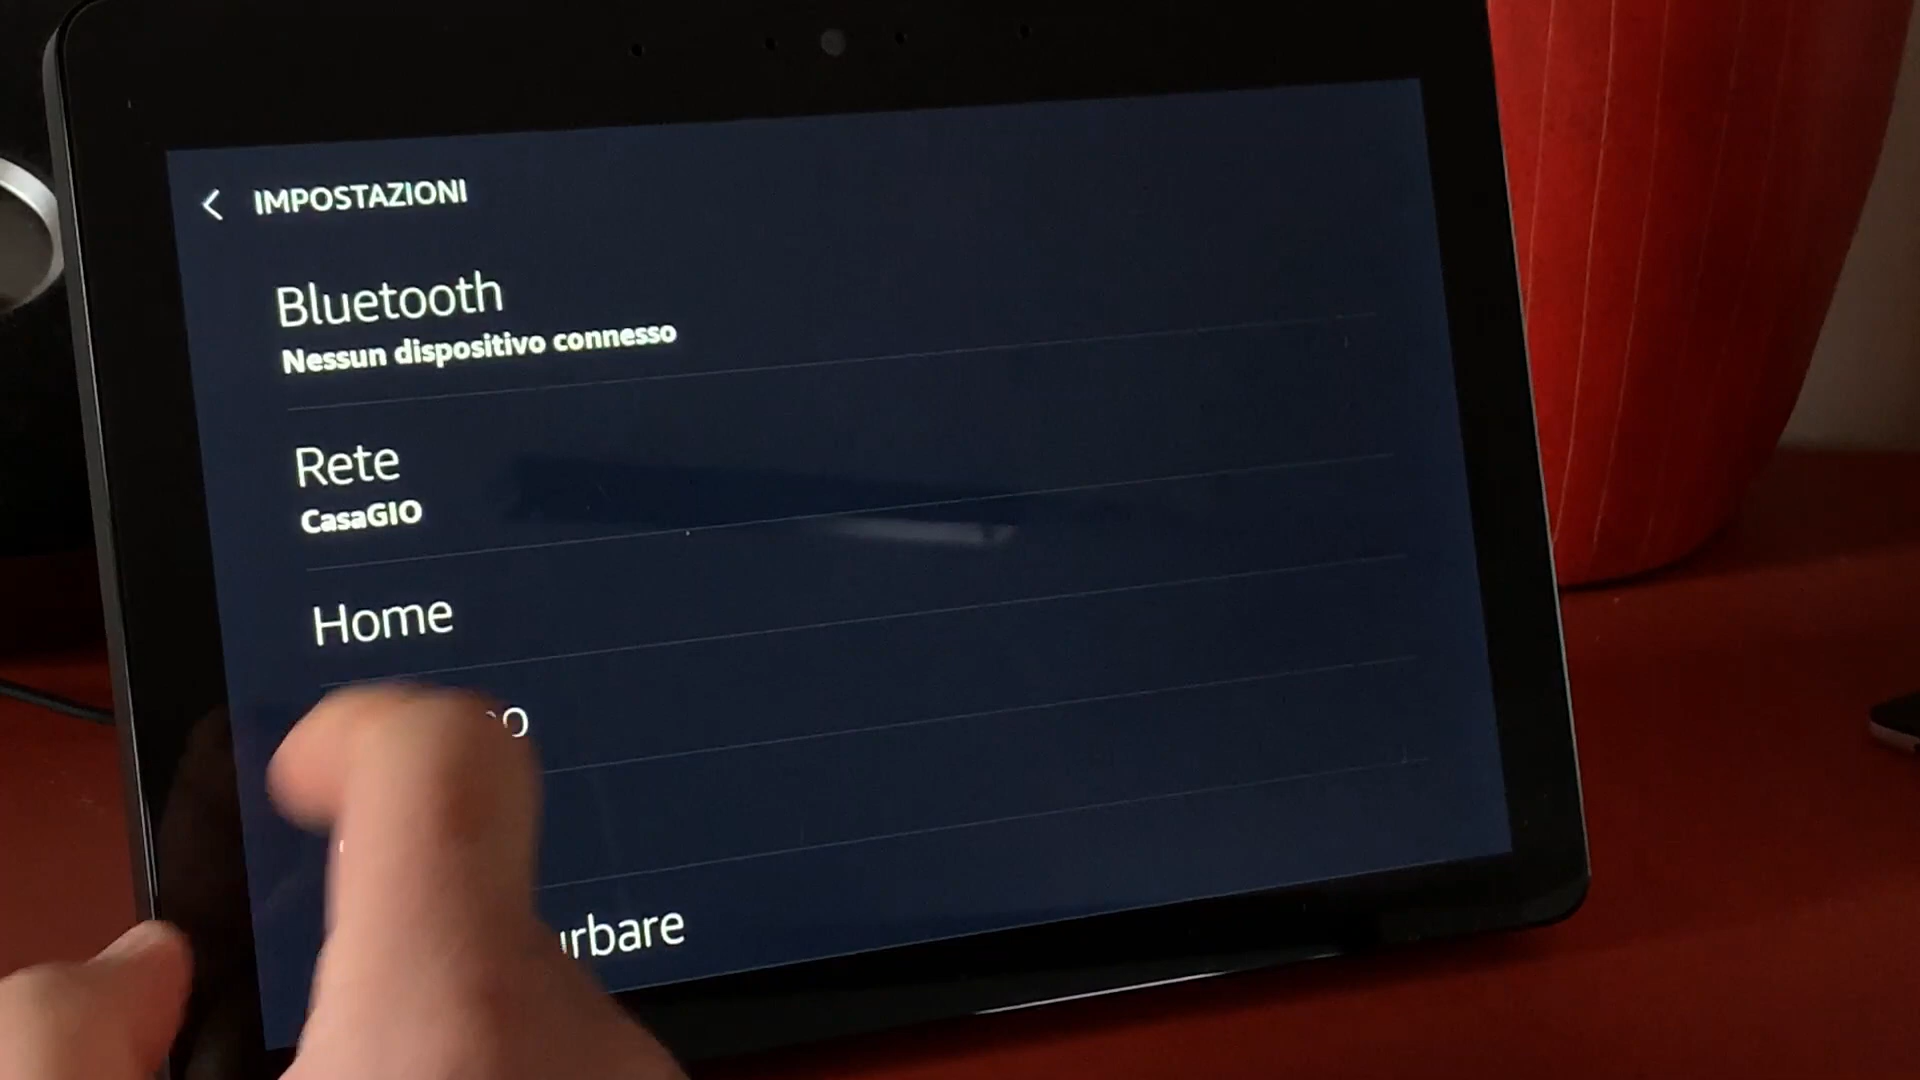 IMPOSTAZIONI
Bluetooth
Nessun dispositivo connesso
Rete
CasaGIO
Home